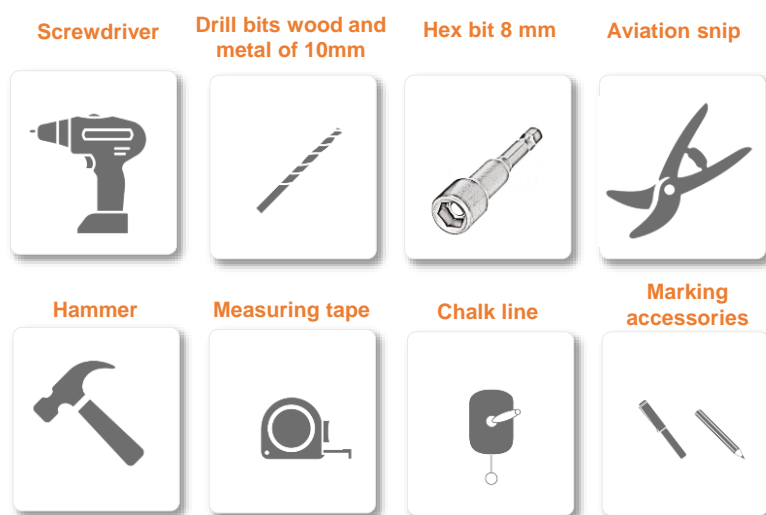 Screwdriver
Drill bits wood and
metal of 10mm
Hex bit 8 mm
Aviation snip
Hammer
Measuring tape
Chalk line
Marking
accessories